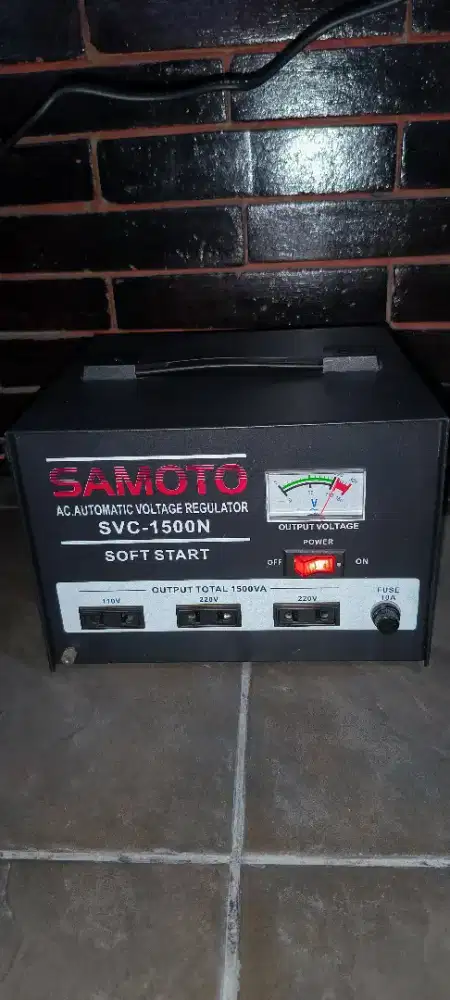 SAMOTO
AC.AUTOMATIC VOLTAGE REGULATOR
SVC-1500N
SOFT START
OUTPUT VOLTAGE
POWER
OFF
ON
OUTPUT TOTAL 1500VA
110V
220V
220V
FUSE
10A